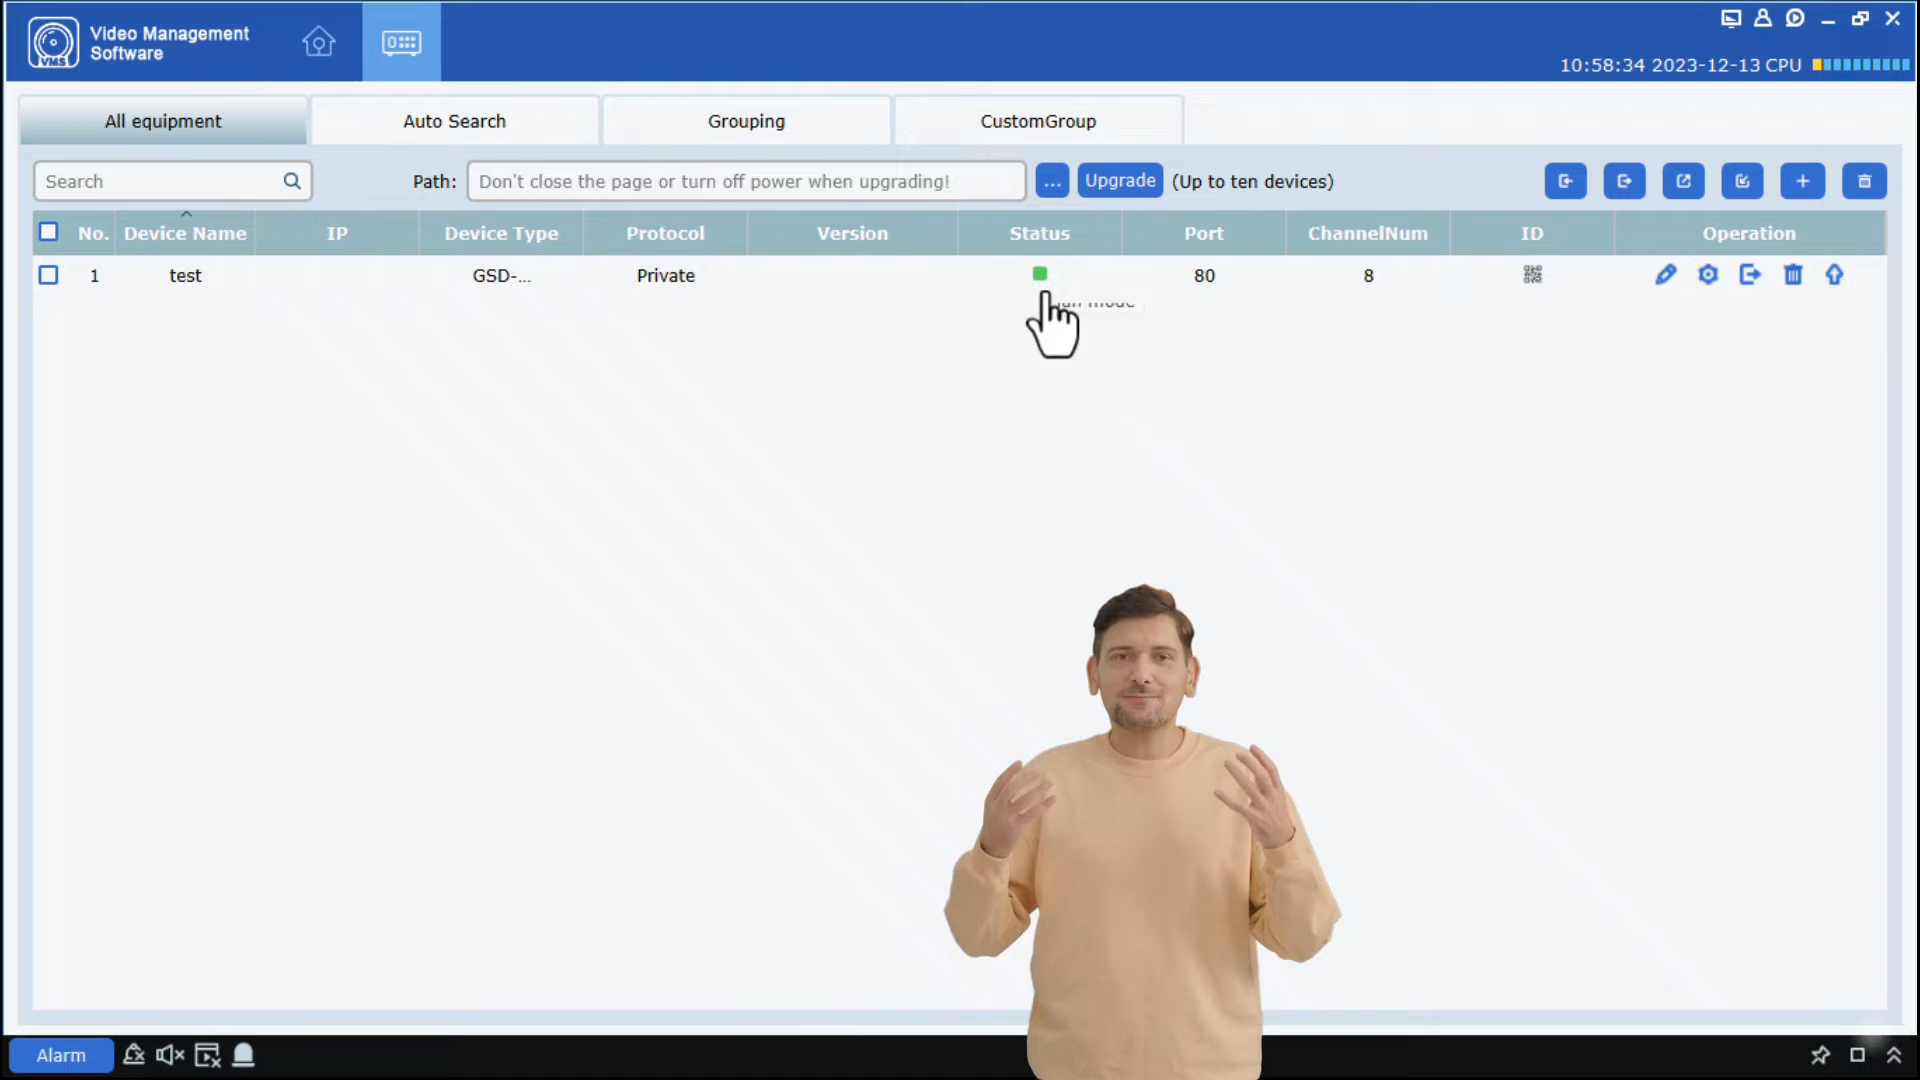 Video Management
Software
VMS
10:58:34 2023-12-13 CPU
All equipment
Auto Search
Grouping
CustomGroup
Search
Path:
Don't close the page or turn off power when upgrading!
...
Upgrade
(Up to ten devices)
No.
Device Name
IP
Device Type
Protocol
Version
Status
Port
ChannelNum
ID
Operation
1
test
GSD-...
Private
80
8
mode
Alarm